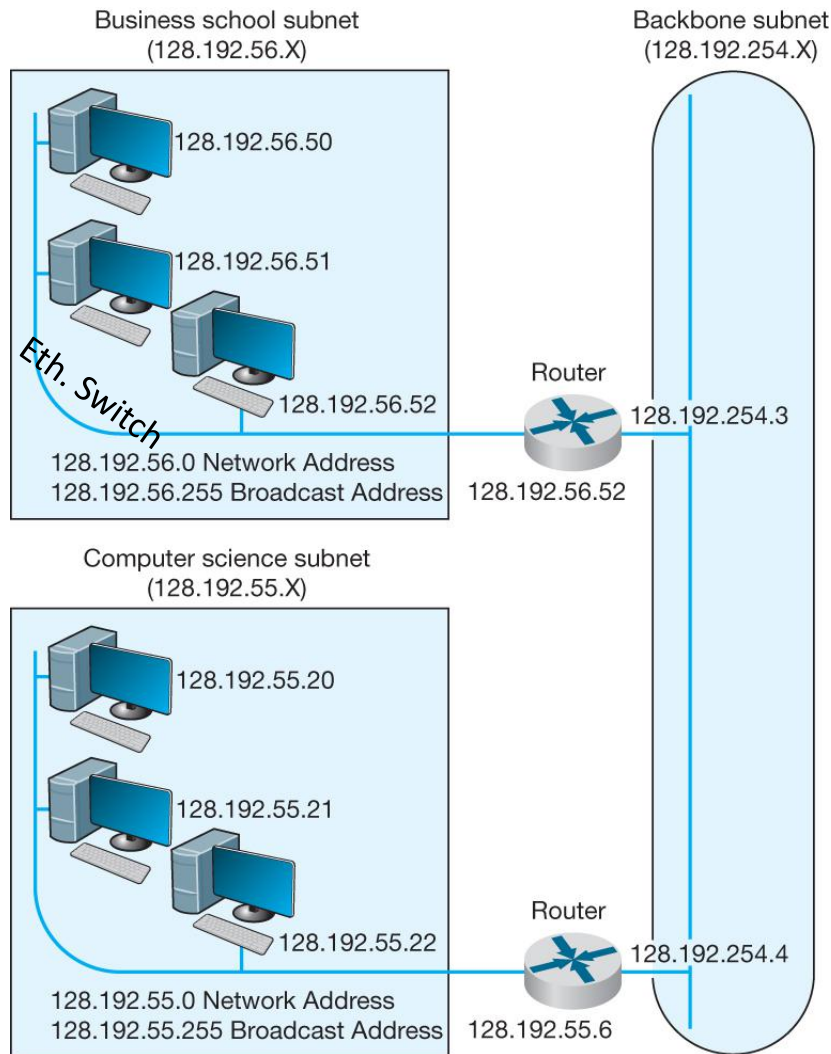 Business school subnet
(128.192.56.X)
Backbone subnet
(128.192.254.X)
128.192.56.50
128.192.56.51
Eth. Switch
128.192.56.52
Router
128.192.254.3
128.192.56.0 Network Address
128.192.56.255 Broadcast Address
128.192.56.52
Computer science subnet
(128.192.55.X)
128.192.55.20
128.192.55.21
128.192.55.22
Router
128.192.254.4
128.192.55.0 Network Address
128.192.55.255 Broadcast Address
128.192.55.6